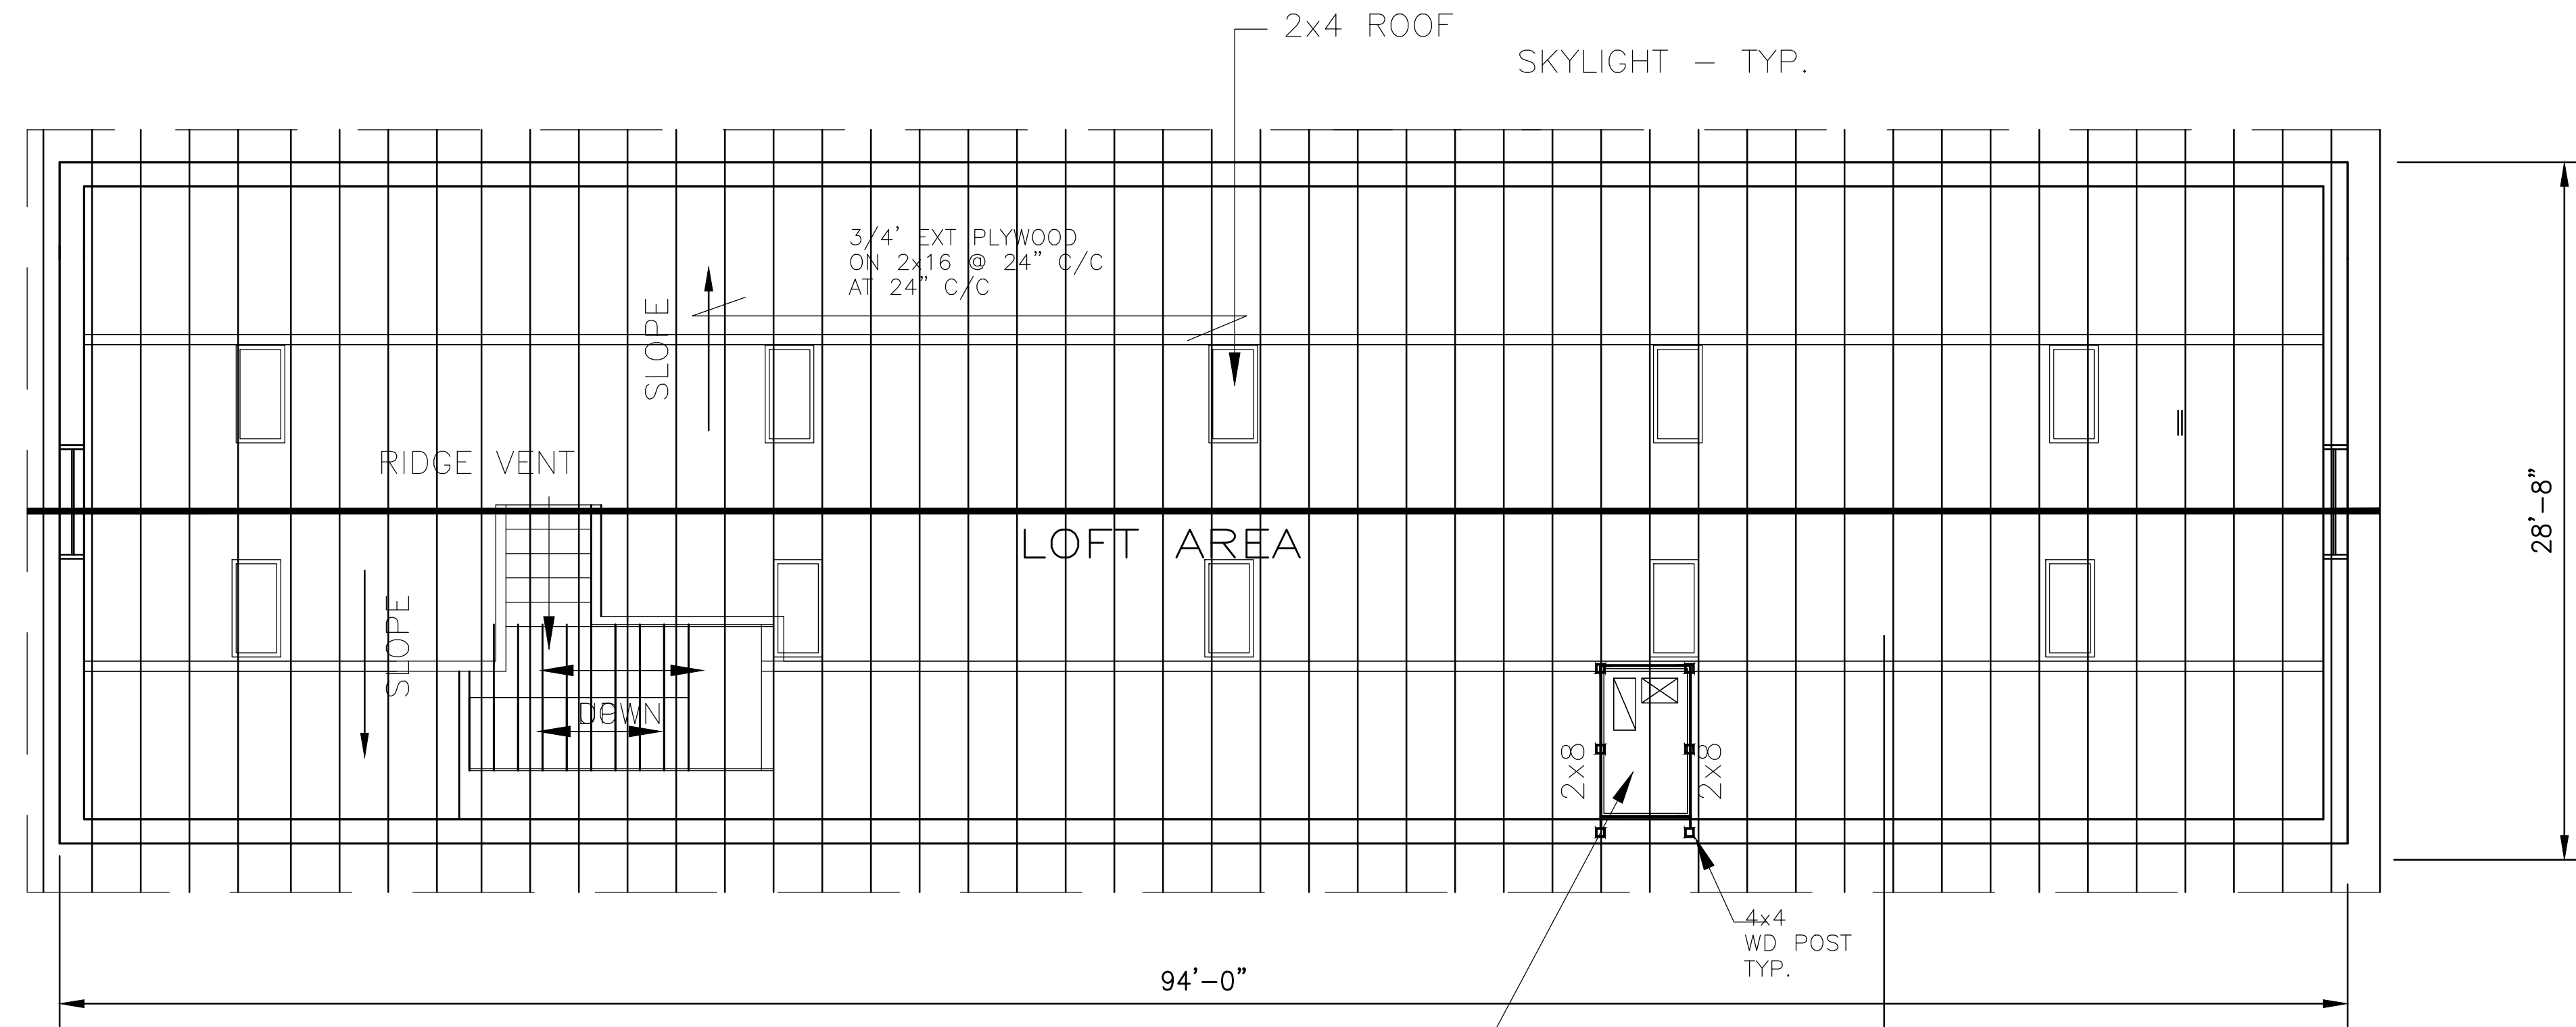 2x4 ROOF
SKYLIGHT – TYP.
3/4' EXT PLYWOOD
ON 2x16 @ 24" C/C
AT 24" C/C
SLOPE
RIDGE VENT
LOFT AREA
28'-8"
SLOPE
UP
DOWN
2x8
2x8
4x4
WD POST
TYP.
94'-0"